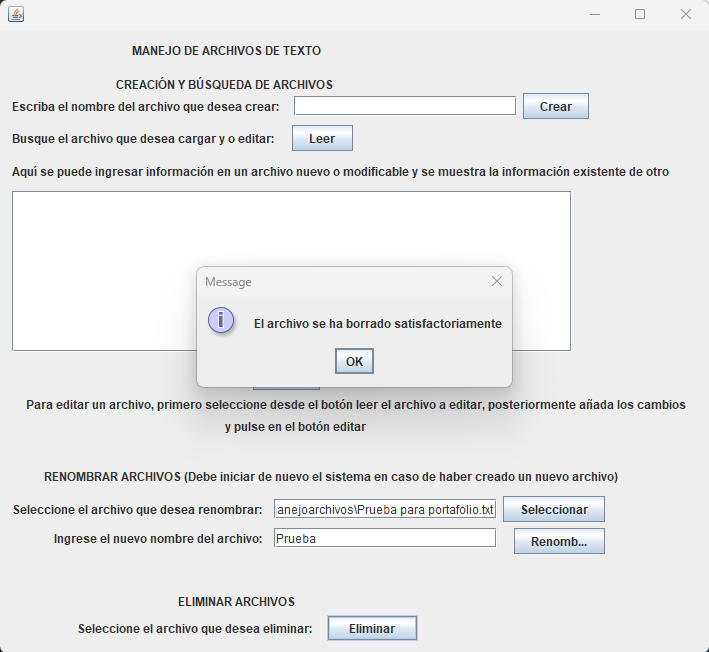 MANEJO DE ARCHIVOS DE TEXTO
CREACIÓN Y BÚSQUEDA DE ARCHIVOS
Escriba el nombre del archivo que desea crear: Crear
Busque el archivo que desea cargar y o editar: Leer
Aquí se puede ingresar información en un archivo nuevo o modificable y se muestra la información existente de otro
Message
El archivo se ha borrado satisfactoriamente
OK
Para editar un archivo, primero seleccione desde el botón leer el archivo a editar, posteriormente añada los cambios
y pulse en el botón editar
RENOMBRAR ARCHIVOS (Debe iniciar de nuevo el sistema en caso de haber creado un nuevo archivo)
Seleccione el archivo que desea renombrar: anejoarchivos\Prueba para portafolio.txt Seleccionar
Ingrese el nuevo nombre del archivo: Prueba Renomb...
ELIMINAR ARCHIVOS
Seleccione el archivo que desea eliminar: Eliminar